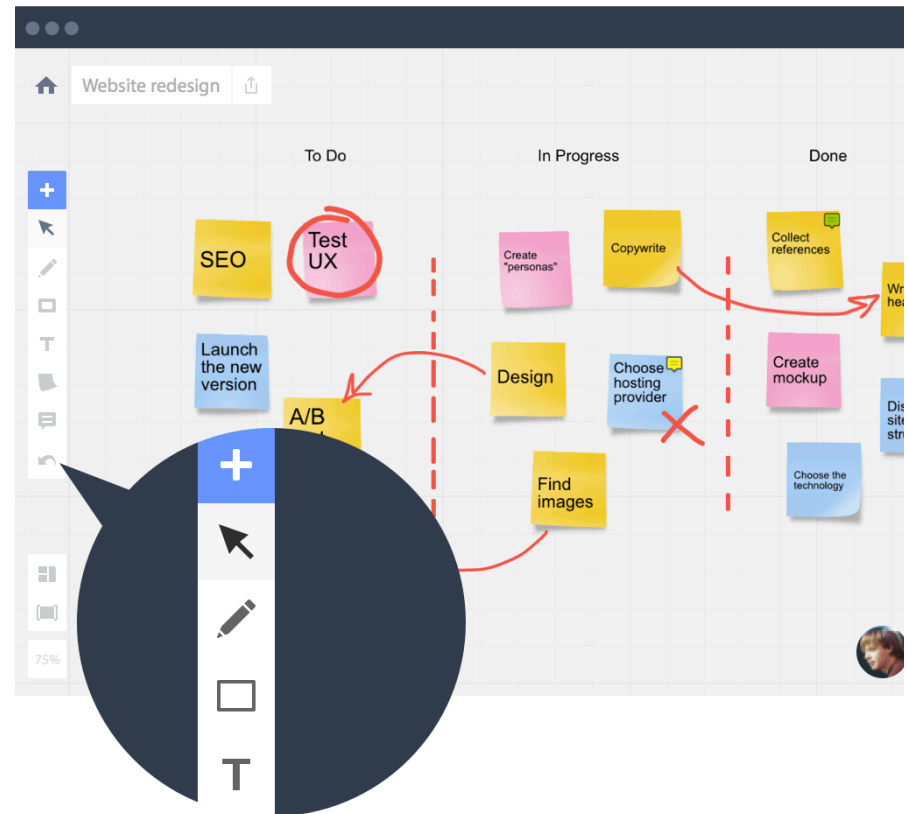 Website redesign
To Do
In Progress
Done
SEO
Test
UX
Launch
the new
version
A/B
Create
"personas"
Copywrite
Design
Choose
hosting
provider
Find
images
Collect
references
Create
mockup
Choose the
technology
75%
T
T